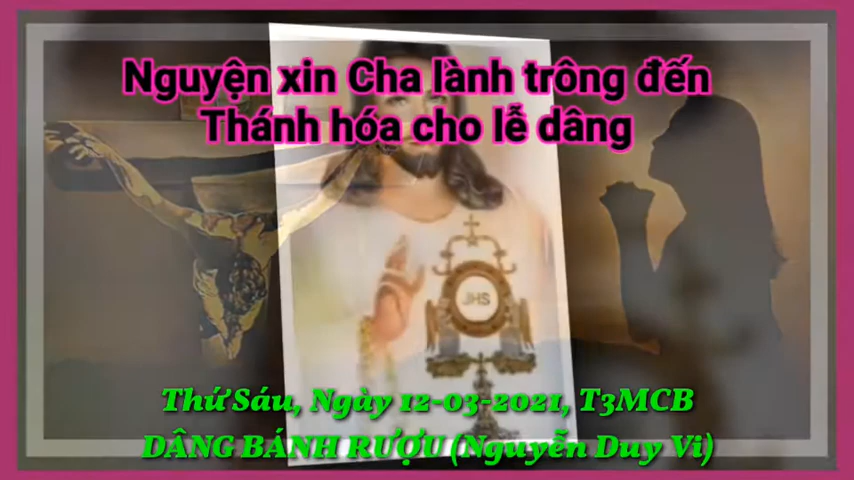 Nguyện xin Cha lành trông đến
Thánh hóa cho lễ dâng
JHS
Thứ Sáu, Ngày 12-03-2021, T3MCB
DÂNG BÁNH RƯỢU (Nguyễn Duy Vi)